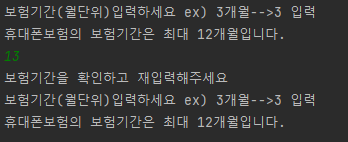 보험기간(월단위)입력하세요 ex) 3개월-->3 입력
휴대폰보험의 보험기간은 최대 12개월입니다.
13
보험기간을 확인하고 재입력해주세요
보험기간(월단위)입력하세요 ex) 3개월-->3 입력
휴대폰보험의 보험기간은 최대 12개월입니다.